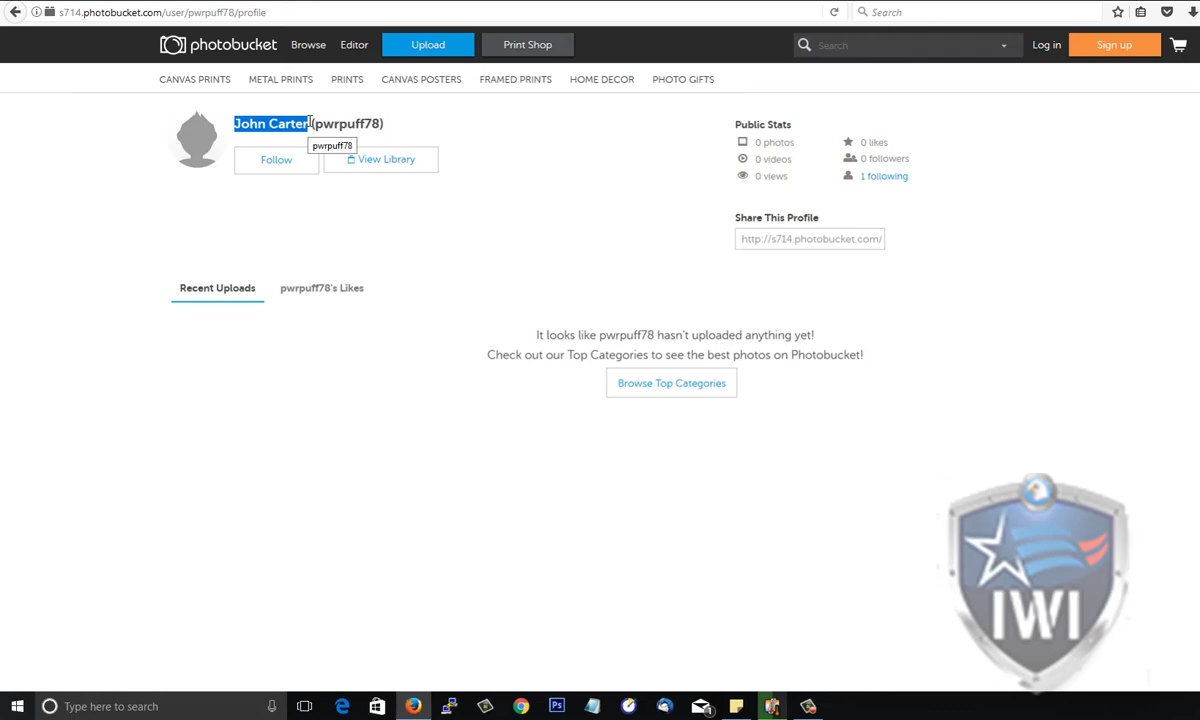 s714.photobucket.com/user/pwrpuff78/profile
Search
photobucket
Browse
Editor
Upload
Print Shop
Search
Log in
Sign up
CANVAS PRINTS
METAL PRINTS
PRINTS
CANVAS POSTERS
FRAMED PRINTS
HOME DECOR
PHOTO GIFTS
John Carter (pwrpuff78)
pwrpuff78
Follow
View Library
Public Stats
0 photos
0 likes
0 videos
0 followers
0 views
1 following
Share This Profile
http://s714.photobucket.com/
Recent Uploads
pwrpuff78's Likes
It looks like pwrpuff78 hasn't uploaded anything yet!
Check out our Top Categories to see the best photos on Photobucket!
Browse Top Categories
IWI
Type here to search
Ps